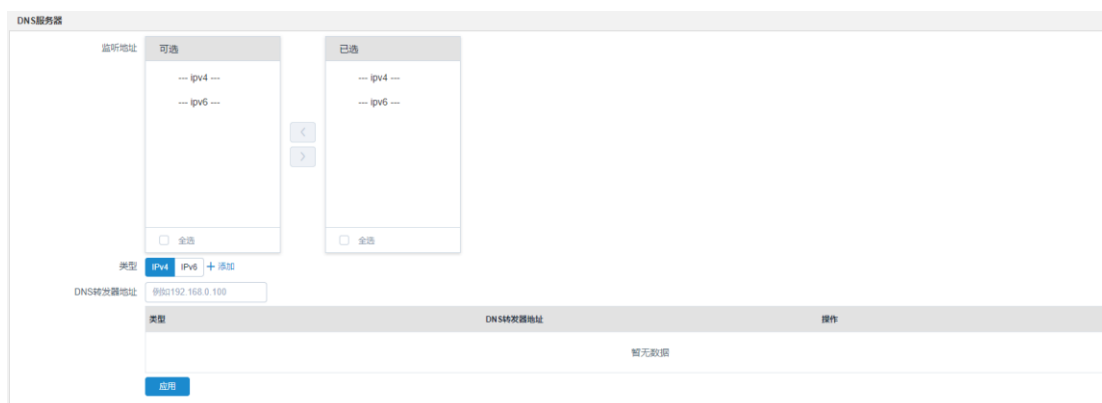 DNS服务器
监听地址 可选 已选
--- ipv4 --- --- ipv4 ---
--- ipv6 --- --- ipv6 ---
全选 全选
类型 IPv4 IPv6 + 添加
DNS转发器地址 例如192.168.0.100
类型 DNS转发器地址 操作
暂无数据
应用